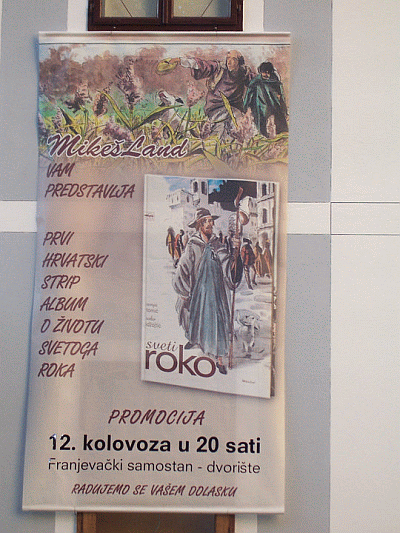 MikešLand
VAM
PREDSTAVLJA
PRVI
HRVATSKI
STRIP
ALBUM
O ŽIVOTU
SVETOGA
ROKA
sveti
roko
PROMOCIJA
12. kolovoza u 20 sati
Franjevački samostan - dvorište
RADUJEMO SE VAŠEM DOLASKU